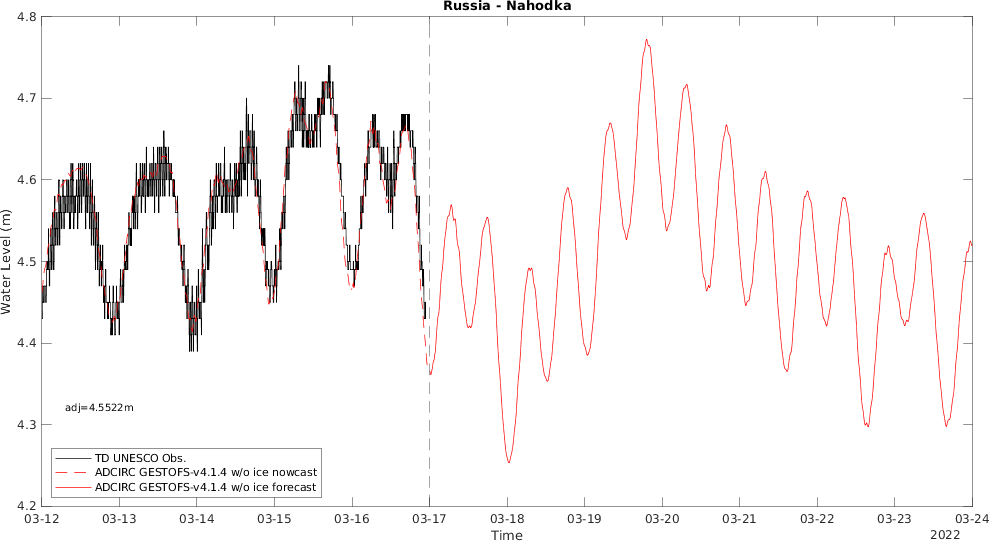 Russia - Nahodka
4.8
4.7
4.6
4.5
4.4
4.3
4.2
Water Level (m)
adj=4.5522m
TD UNESCO Obs.
ADCIRC GESTOFS-v4.1.4 w/o ice nowcast
ADCIRC GESTOFS-v4.1.4 w/o ice forecast
03-12 03-13 03-14 03-15 03-16 03-17 03-18 03-19 03-20 03-21 03-22 03-23 03-24
Time
2022